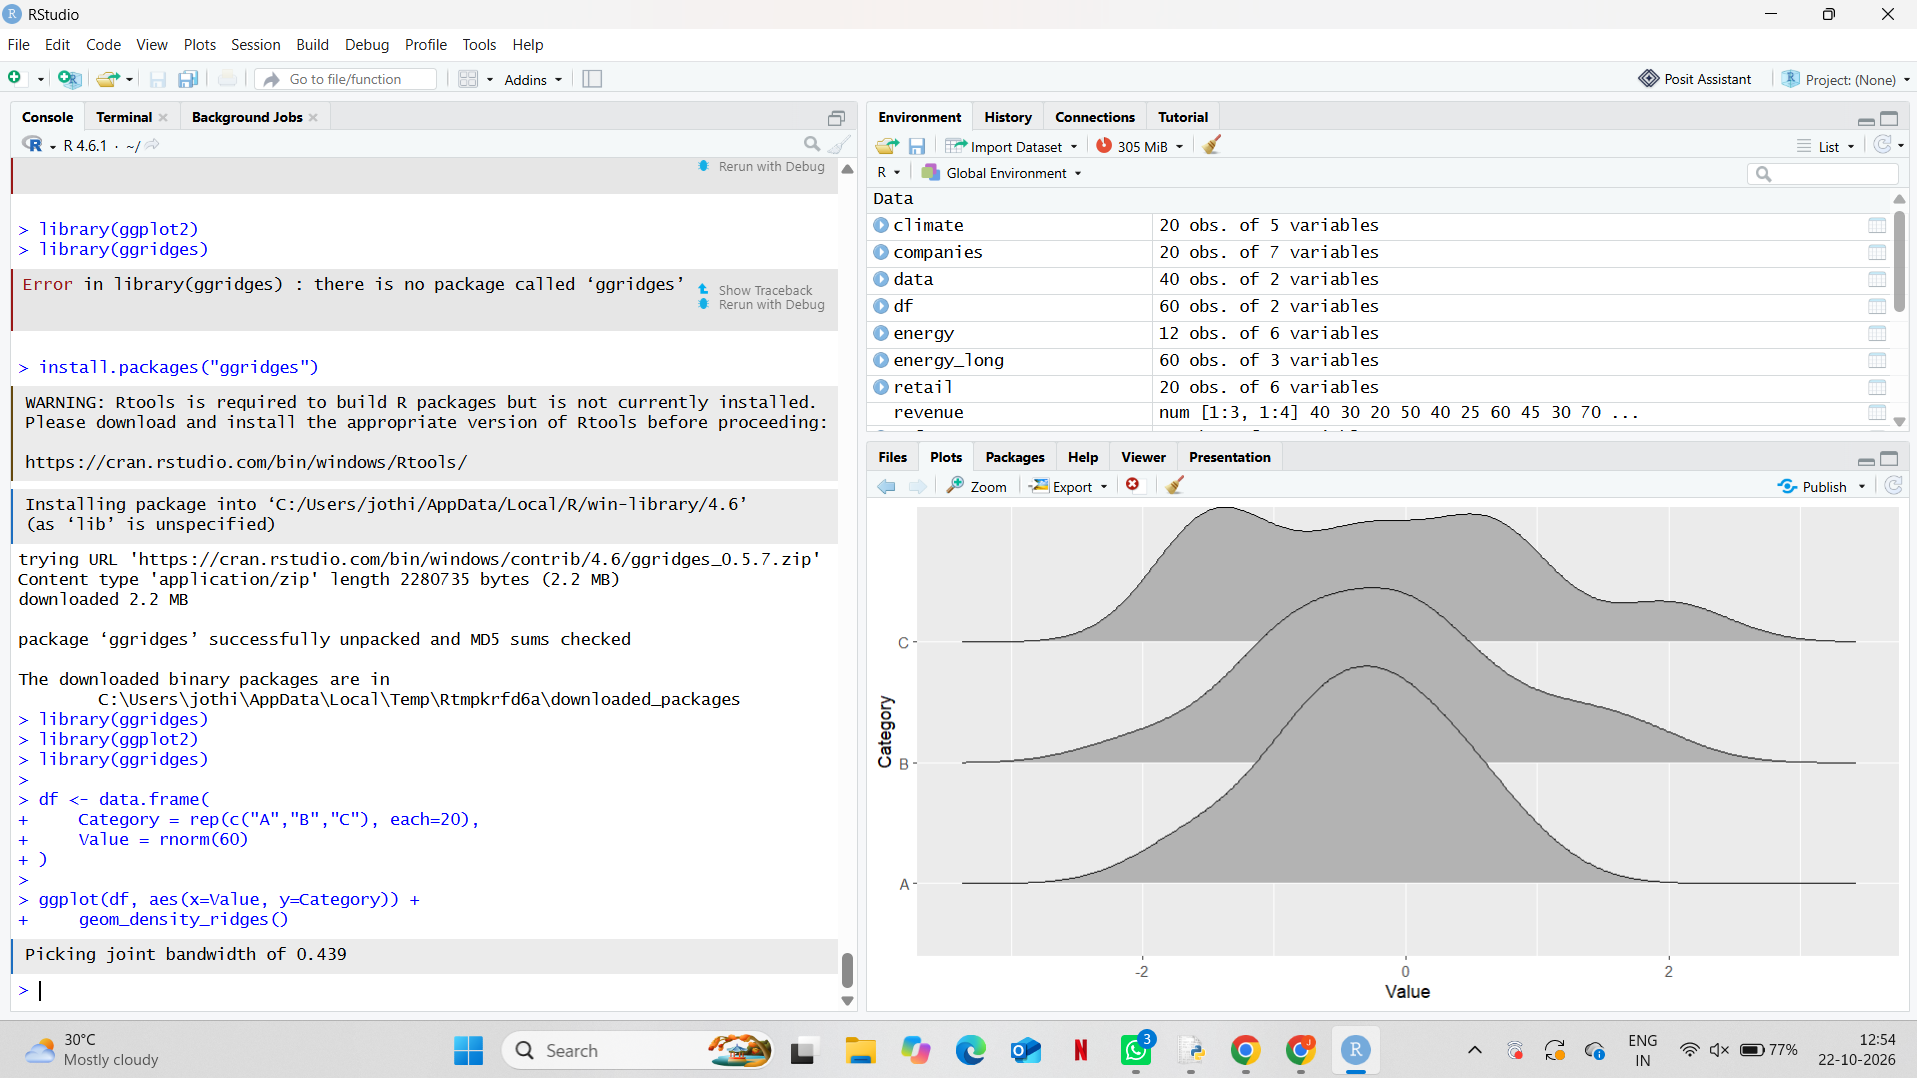 RStudio
File Edit Code View Plots Session Build Debug Profile Tools Help
Go to file/function Addins Posit Assistant Project: (None)
Console Terminal Background Jobs
R 4.6.1 · ~/
Rerun with Debug
> library(ggplot2)
> library(ggridges)
Error in library(ggridges) : there is no package called ‘ggridges’
Show Traceback
Rerun with Debug
> install.packages("ggridges")
WARNING: Rtools is required to build R packages but is not currently installed.
Please download and install the appropriate version of Rtools before proceeding:
https://cran.rstudio.com/bin/windows/Rtools/
Installing package into ‘C:/Users/jothi/AppData/Local/R/win-library/4.6’
(as ‘lib’ is unspecified)
trying URL 'https://cran.rstudio.com/bin/windows/contrib/4.6/ggridges_0.5.7.zip'
Content type 'application/zip' length 2280735 bytes (2.2 MB)
downloaded 2.2 MB
package ‘ggridges’ successfully unpacked and MD5 sums checked
The downloaded binary packages are in
C:\Users\jothi\AppData\Local\Temp\Rtmpkrfd6a\downloaded_packages
> library(ggridges)
> library(ggplot2)
> library(ggridges)
>
> df <- data.frame(
+ Category = rep(c("A","B","C"), each=20),
+ Value = rnorm(60)
+ )
>
> ggplot(df, aes(x=Value, y=Category)) +
+ geom_density_ridges()
Picking joint bandwidth of 0.439
>
Environment History Connections Tutorial
Import Dataset 305 MiB List
R Global Environment
Data
climate 20 obs. of 5 variables
companies 20 obs. of 7 variables
data 40 obs. of 2 variables
df 60 obs. of 2 variables
energy 12 obs. of 6 variables
energy_long 60 obs. of 3 variables
retail 20 obs. of 6 variables
revenue num [1:3, 1:4] 40 30 20 50 40 25 60 45 30 70 ...
Files Plots Packages Help Viewer Presentation
Zoom Export Publish
Category
C
B
A
-2 0 2
Value
30°C
Mostly cloudy
Search
3
ENG
IN
77%
12:54
22-10-2026